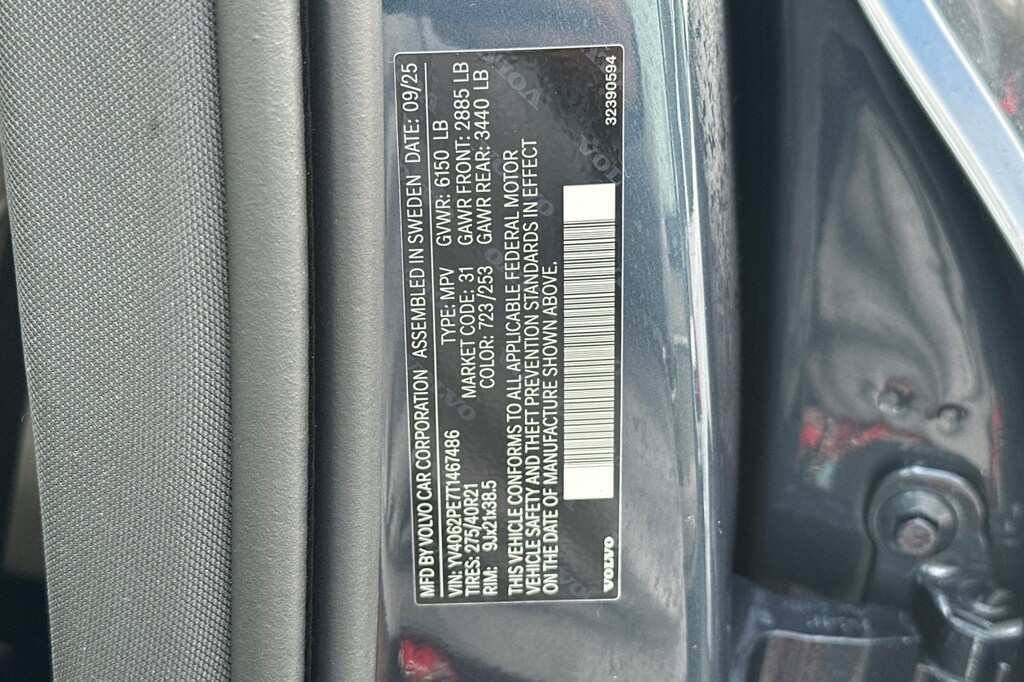 MFD BY VOLVO CAR CORPORATION ASSEMBLED IN SWEDEN DATE: 09/25
VIN: YV4062PE7T1467486 TYPE: MPV GVWR: 6150 LB
TIRES: 275/40R21 MARKET CODE: 31 GAWR FRONT: 2885 LB
RIM: 9Jx21x38.5 COLOR: 723/253 GAWR REAR: 3440 LB
THIS VEHICLE CONFORMS TO ALL APPLICABLE FEDERAL MOTOR
VEHICLE SAFETY AND THEFT PREVENTION STANDARDS IN EFFECT
ON THE DATE OF MANUFACTURE SHOWN ABOVE.
VOLVO 32390594